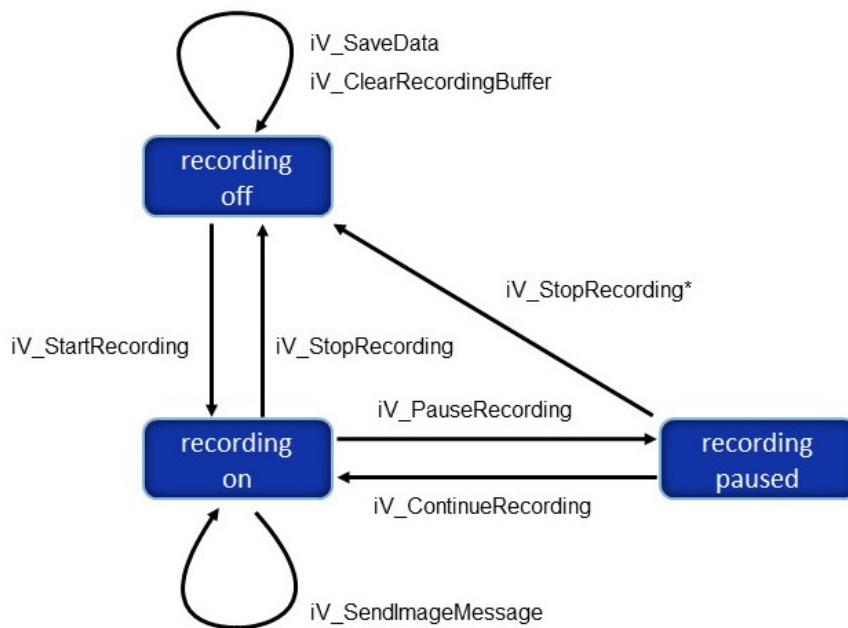 iV_SaveData
iV_ClearRecordingBuffer
recording
off
iV_StopRecording*
iV_StartRecording
iV_StopRecording
iV_PauseRecording
recording
on
recording
paused
iV_ContinueRecording
iV_SendImageMessage